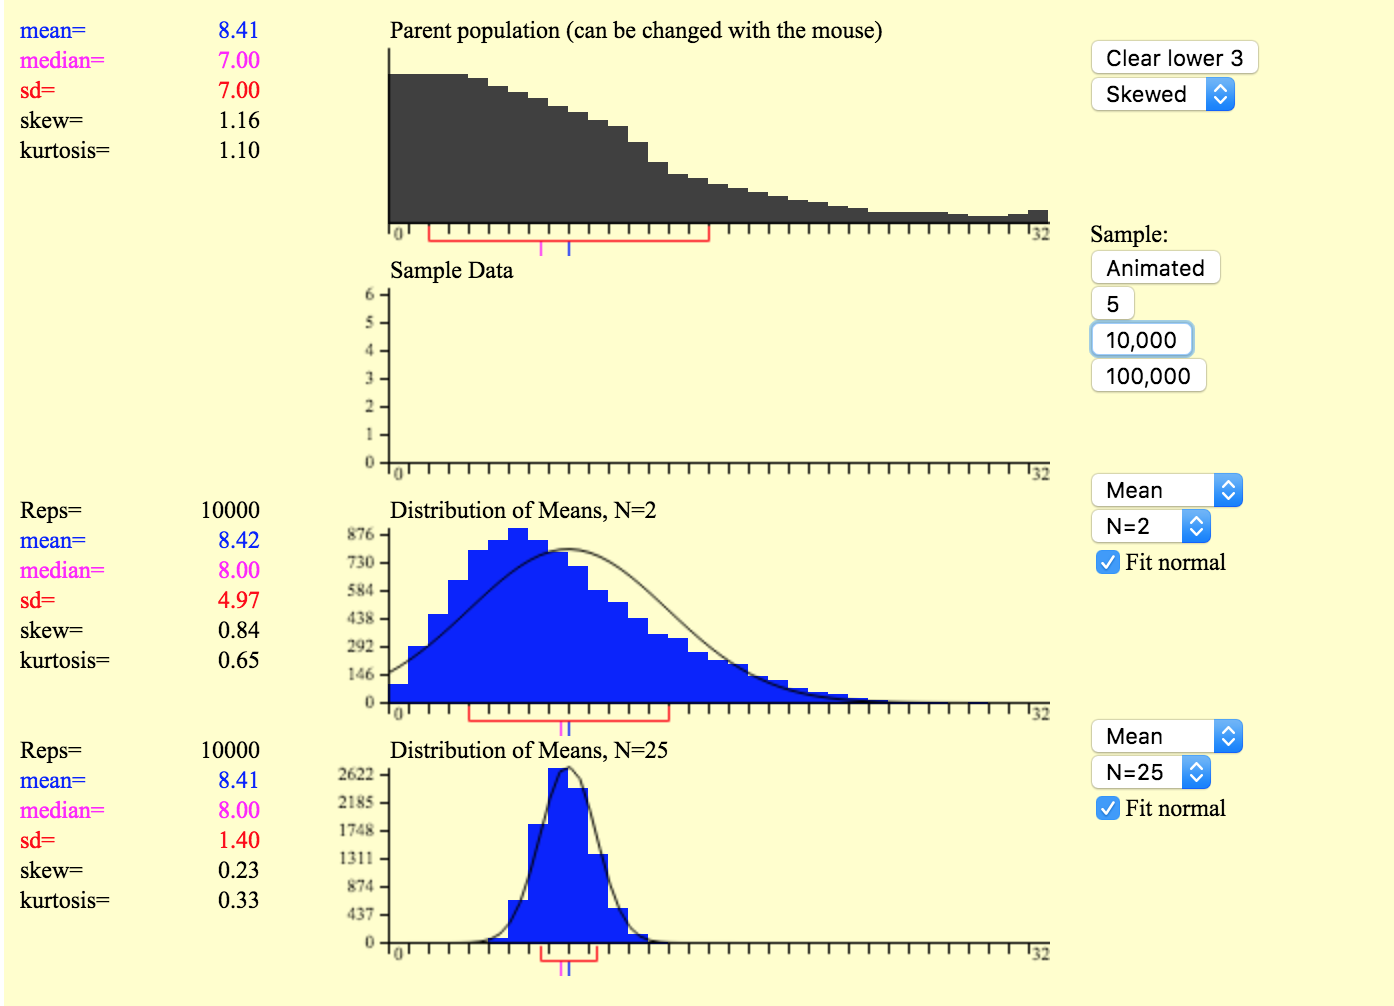 mean= 8.41
median= 7.00
sd= 7.00
skew= 1.16
kurtosis= 1.10
Parent population (can be changed with the mouse)
0 32
Clear lower 3
Skewed
Sample Data
6
5
4
3
2
1
0
0 32
Sample:
Animated
5
10,000
100,000
Reps= 10000
mean= 8.42
median= 8.00
sd= 4.97
skew= 0.84
kurtosis= 0.65
Distribution of Means, N=2
876
730
584
438
292
146
0
0 32
Mean
N=2
Fit normal
Reps= 10000
mean= 8.41
median= 8.00
sd= 1.40
skew= 0.23
kurtosis= 0.33
Distribution of Means, N=25
2622
2185
1748
1311
874
437
0
0 32
Mean
N=25
Fit normal